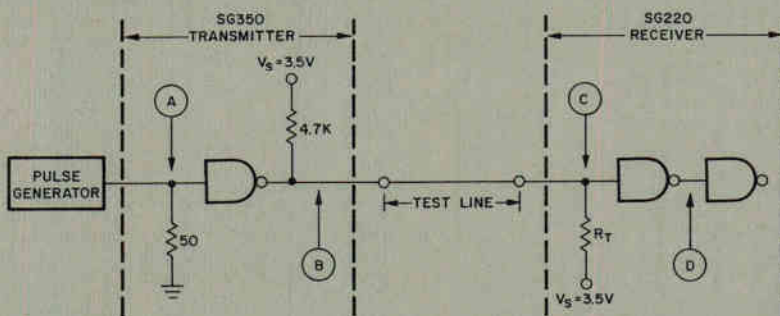 SG350
TRANSMITTER
SG220
RECEIVER
VS = 3.5V
A
C
4.7K
PULSE
GENERATOR
TEST LINE
50
B
RT
D
VS = 3.5V